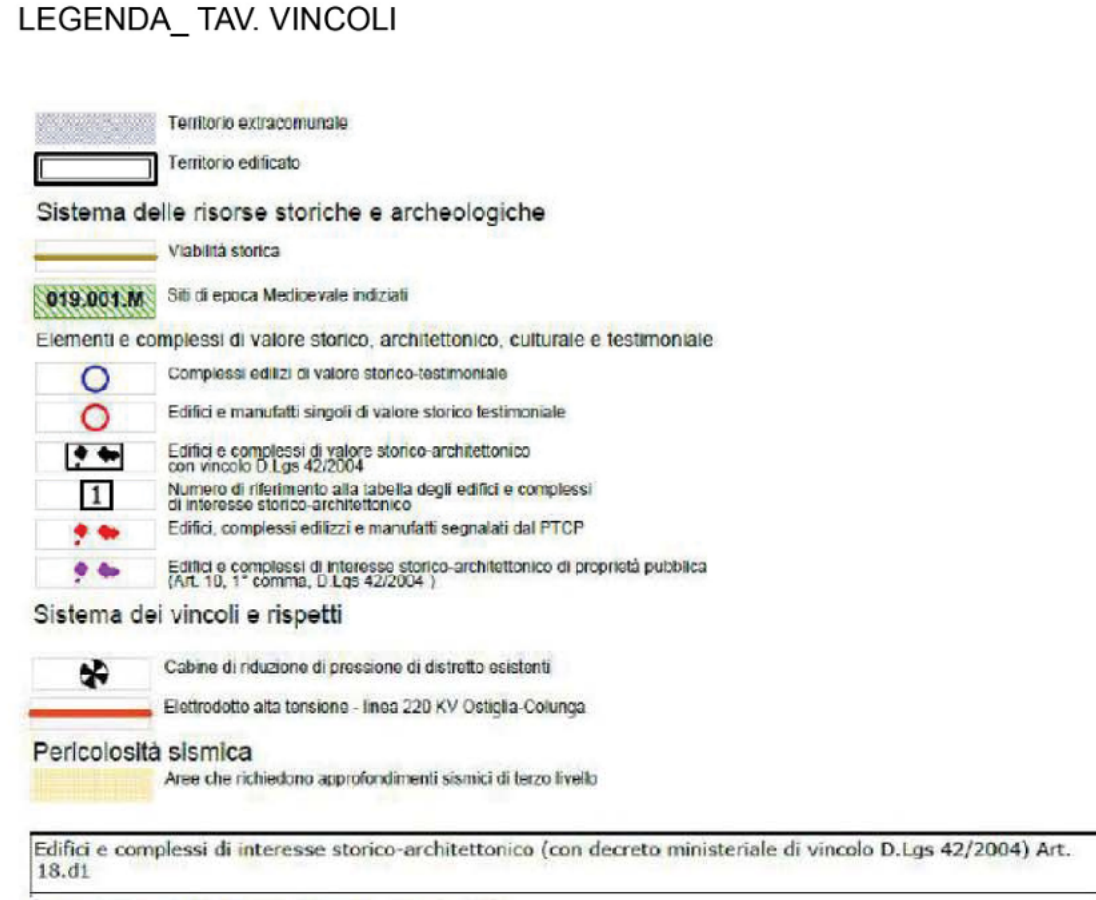 LEGENDA_ TAV. VINCOLI
Territorio extracomunale
Territorio edificato
Sistema delle risorse storiche e archeologiche
Viabilità storica
019.001.M Siti di epoca Medioevale indiziati
Elementi e complessi di valore storico, architettonico, culturale e testimoniale
Complessi edilizi di valore storico-testimoniale
Edifici e manufatti singoli di valore storico testimoniale
Edifici e complessi di valore storico-architettonico
con vincolo D.Lgs 42/2004
1 Numero di riferimento alla tabella degli edifici e complessi
di interesse storico-architettonico
Edifici, complessi edilizzi e manufatti segnalati dal PTCP
Edifici e complessi di interesse storico-architettonico di proprietà pubblica
(Art. 10, 1° comma, D.Lgs 42/2004 )
Sistema dei vincoli e rispetti
Cabine di riduzione di pressione di distretto esistenti
Elettrodotto alta tensione - linea 220 KV Ostiglia-Colunga
Pericolosità sismica
Aree che richiedono approfondimenti sismici di terzo livello
Edifici e complessi di interesse storico-architettonico (con decreto ministeriale di vincolo D.Lgs 42/2004) Art.
18.d1